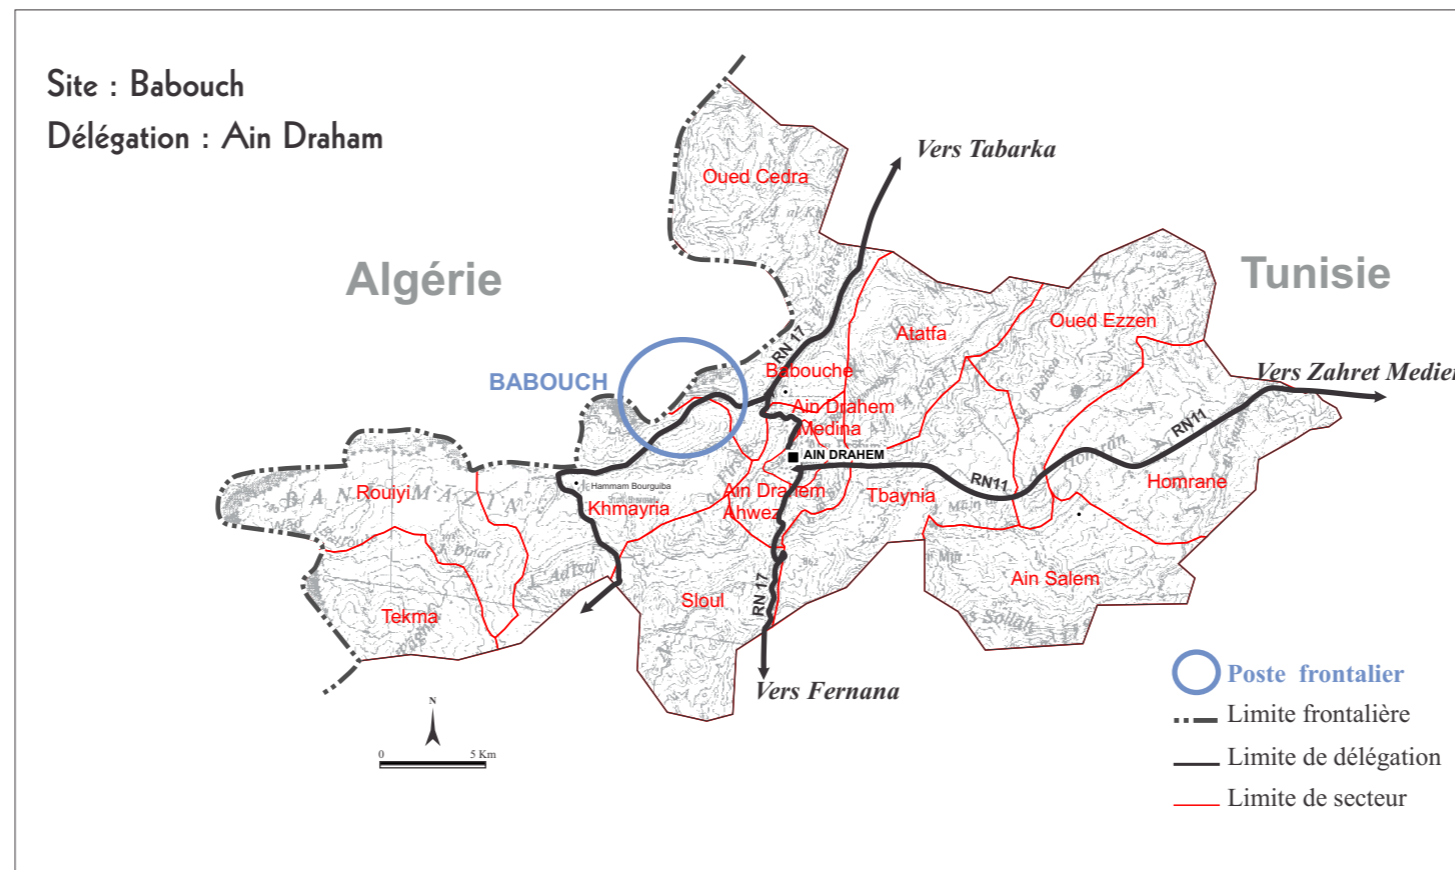 Site : Babouch
Délégation : Ain Draham
Vers Tabarka
Oued Cedra
Algérie
Tunisie
Oued Ezzen
Atatfa
RN 17
Babouche
BABOUCH
Vers Zahret Medien
Ain Drahem
Medina
AIN DRAHEM
RN11
RN11
Homrane
Rouiyi
Hammam Bourguiba
Khmayria
Ain Drahem
Ahwez
Tbaynia
Ain Salem
Sloul
RN 17
Tekma
Vers Fernana
N
0 5 Km
Poste frontalier
Limite frontalière
Limite de délégation
Limite de secteur